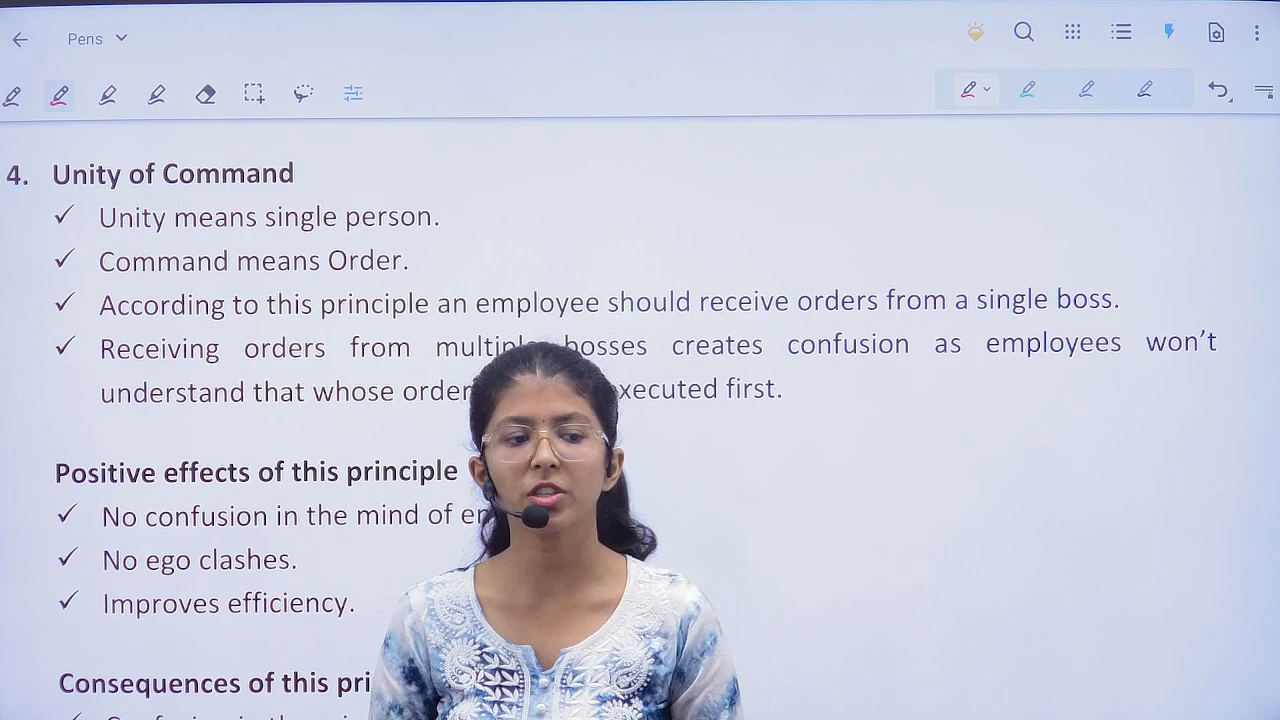 Pens
4. Unity of Command
✓ Unity means single person.
✓ Command means Order.
✓ According to this principle an employee should receive orders from a single boss.
✓ Receiving orders from multiple bosses creates confusion as employees won't
understand that whose order executed first.
Positive effects of this principle
✓ No confusion in the mind of
✓ No ego clashes.
✓ Improves efficiency.
Consequences of this